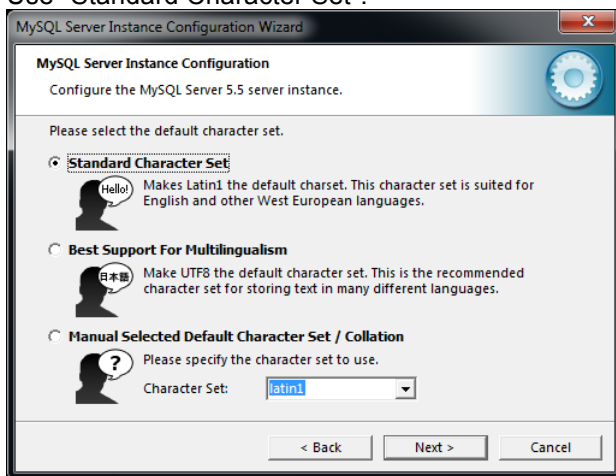 Use "Standard Character Set".
MySQL Server Instance Configuration Wizard
MySQL Server Instance Configuration
Configure the MySQL Server 5.5 server instance.
Please select the default character set.
Standard Character Set
Hello!
Makes Latin1 the default charset. This character set is suited for
English and other West European languages.
Best Support For Multilingualism
日本語
Make UTF8 the default character set. This is the recommended
character set for storing text in many different languages.
Manual Selected Default Character Set / Collation
?
Please specify the character set to use.
Character Set:
latin1
< Back
Next >
Cancel